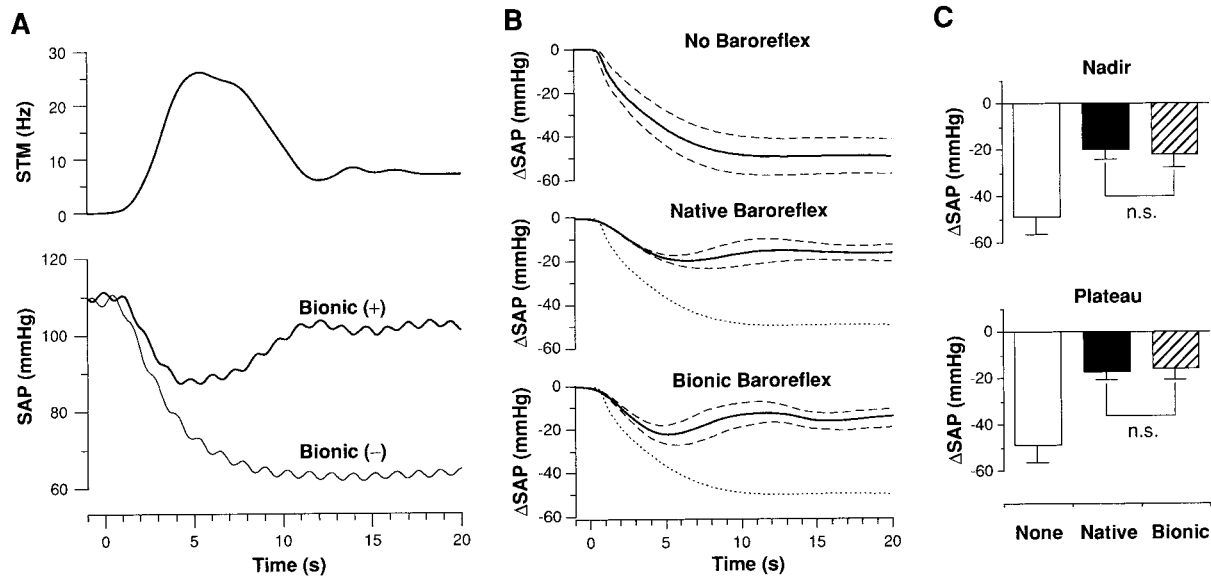 A
30
20
10
0
STM (Hz)
120
100
80
60
SAP (mmHg)
Bionic (+)
Bionic (–)
0 5 10 15 20
Time (s)
B
No Baroreflex
0
-20
-40
-60
ΔSAP (mmHg)
Native Baroreflex
0
-20
-40
-60
ΔSAP (mmHg)
Bionic Baroreflex
0
-20
-40
-60
ΔSAP (mmHg)
0 5 10 15 20
Time (s)
C
Nadir
0
-20
-40
-60
ΔSAP (mmHg)
n.s.
Plateau
0
-20
-40
-60
ΔSAP (mmHg)
n.s.
None Native Bionic